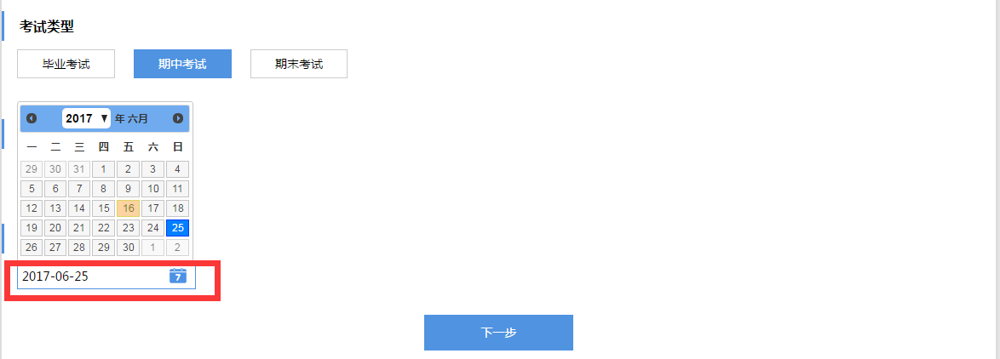 考试类型
毕业考试 期中考试 期末考试
2017 年 六月
一 二 三 四 五 六 日
29 30 31 1 2 3 4
5 6 7 8 9 10 11
12 13 14 15 16 17 18
19 20 21 22 23 24 25
26 27 28 29 30 1 2
2017-06-25 7
下一步